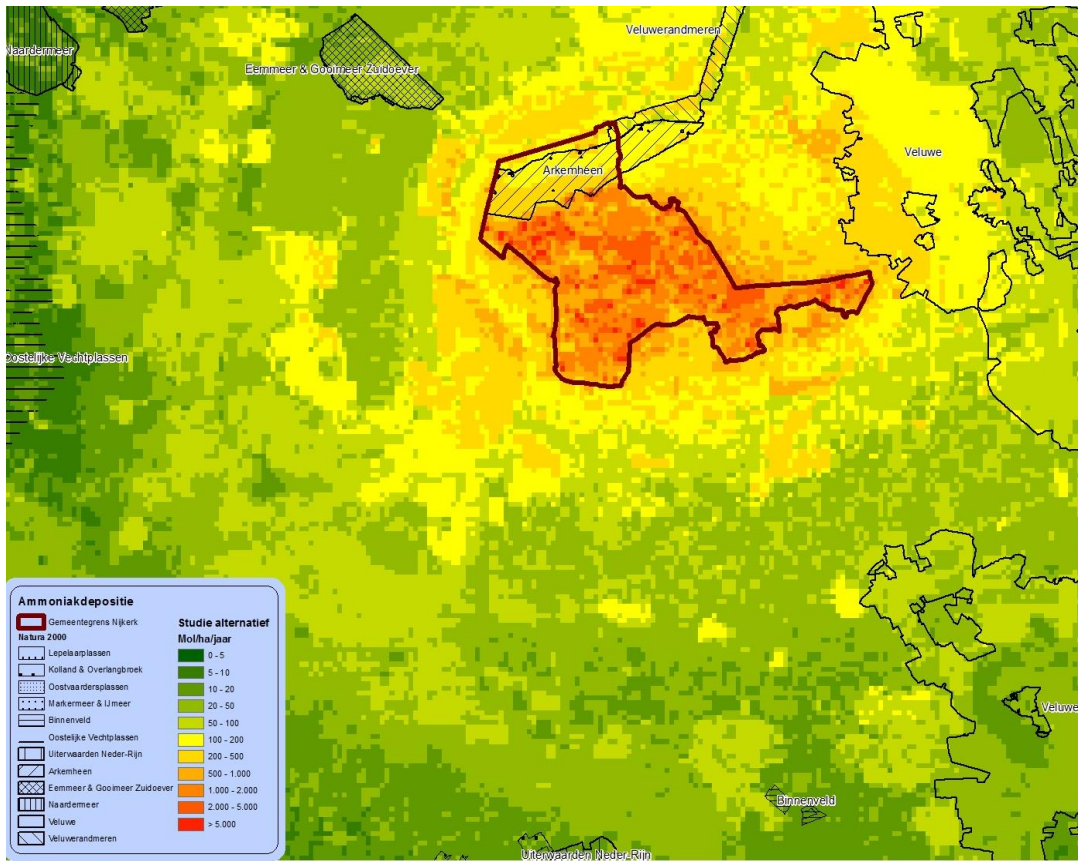 Veluwerandmeren
Naardermeer
Eemmeer & Gooimeer Zuidoever
Veluwe
Arkemheen
Oostelijke Vechtplassen
Veluwe
Binnenveld
Uiterwaarden Neder-Rijn
Ammoniakdepositie
Gemeentegrens Nijkerk
Natura 2000
Lepelaarplassen
Kolland & Overlangbroek
Oostvaardersplassen
Markermeer & IJmeer
Binnenveld
Oostelijke Vechtplassen
Uiterwaarden Neder-Rijn
Arkemheen
Eemmeer & Gooimeer Zuidoever
Naardermeer
Veluwe
Veluwerandmeren
Studie alternatief
Mol/ha/jaar
0 - 5
5 - 10
10 - 20
20 - 50
50 - 100
100 - 200
200 - 500
500 - 1.000
1.000 - 2.000
2.000 - 5.000
> 5.000